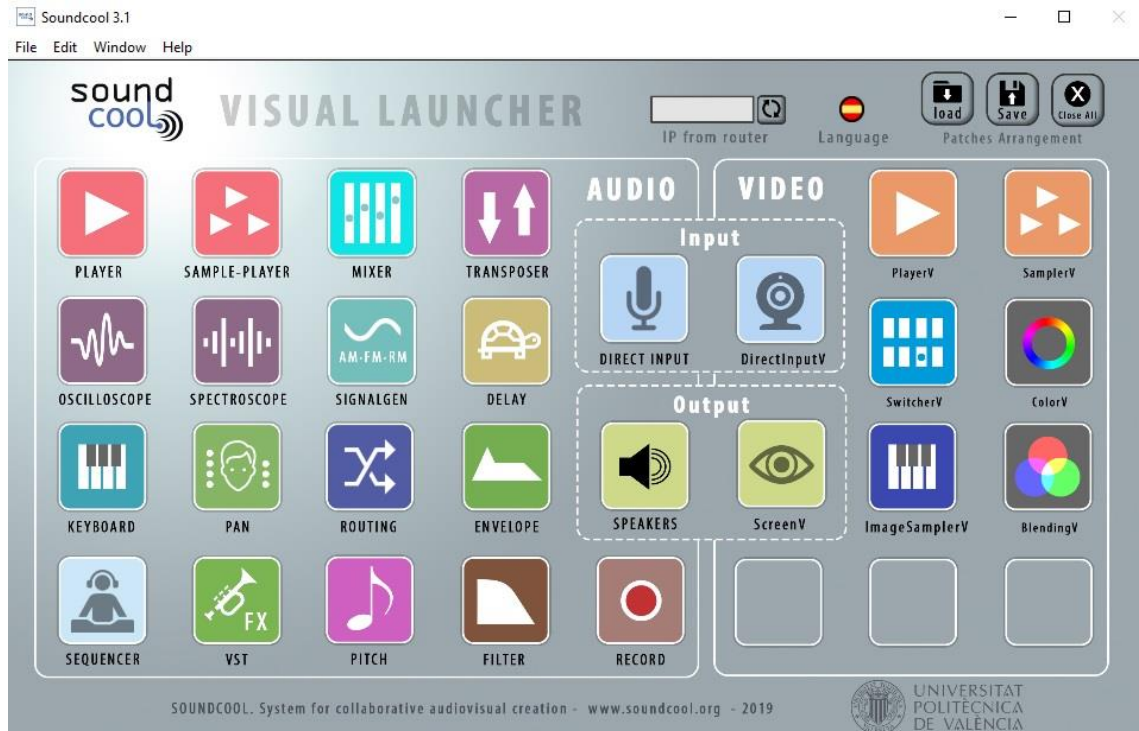 Soundcool 3.1
File Edit Window Help
sound
cool
VISUAL LAUNCHER
IP from router
Language
load
Save
Close All
Patches Arrangement
AUDIO
VIDEO
Input
PLAYER
SAMPLE-PLAYER
MIXER
TRANSPOSER
DIRECT INPUT
DirectInputV
PlayerV
SamplerV
AM-FM-RM
OSCILLOSCOPE
SPECTROSCOPE
SIGNALGEN
DELAY
Output
SwitcherV
ColorV
KEYBOARD
PAN
ROUTING
ENVELOPE
SPEAKERS
ScreenV
ImageSamplerV
BlendingV
FX
SEQUENCER
VST
PITCH
FILTER
RECORD
SOUNDCOOL. System for collaborative audiovisual creation - www.soundcool.org - 2019
UNIVERSITAT
POLITÈCNICA
DE VALÈNCIA